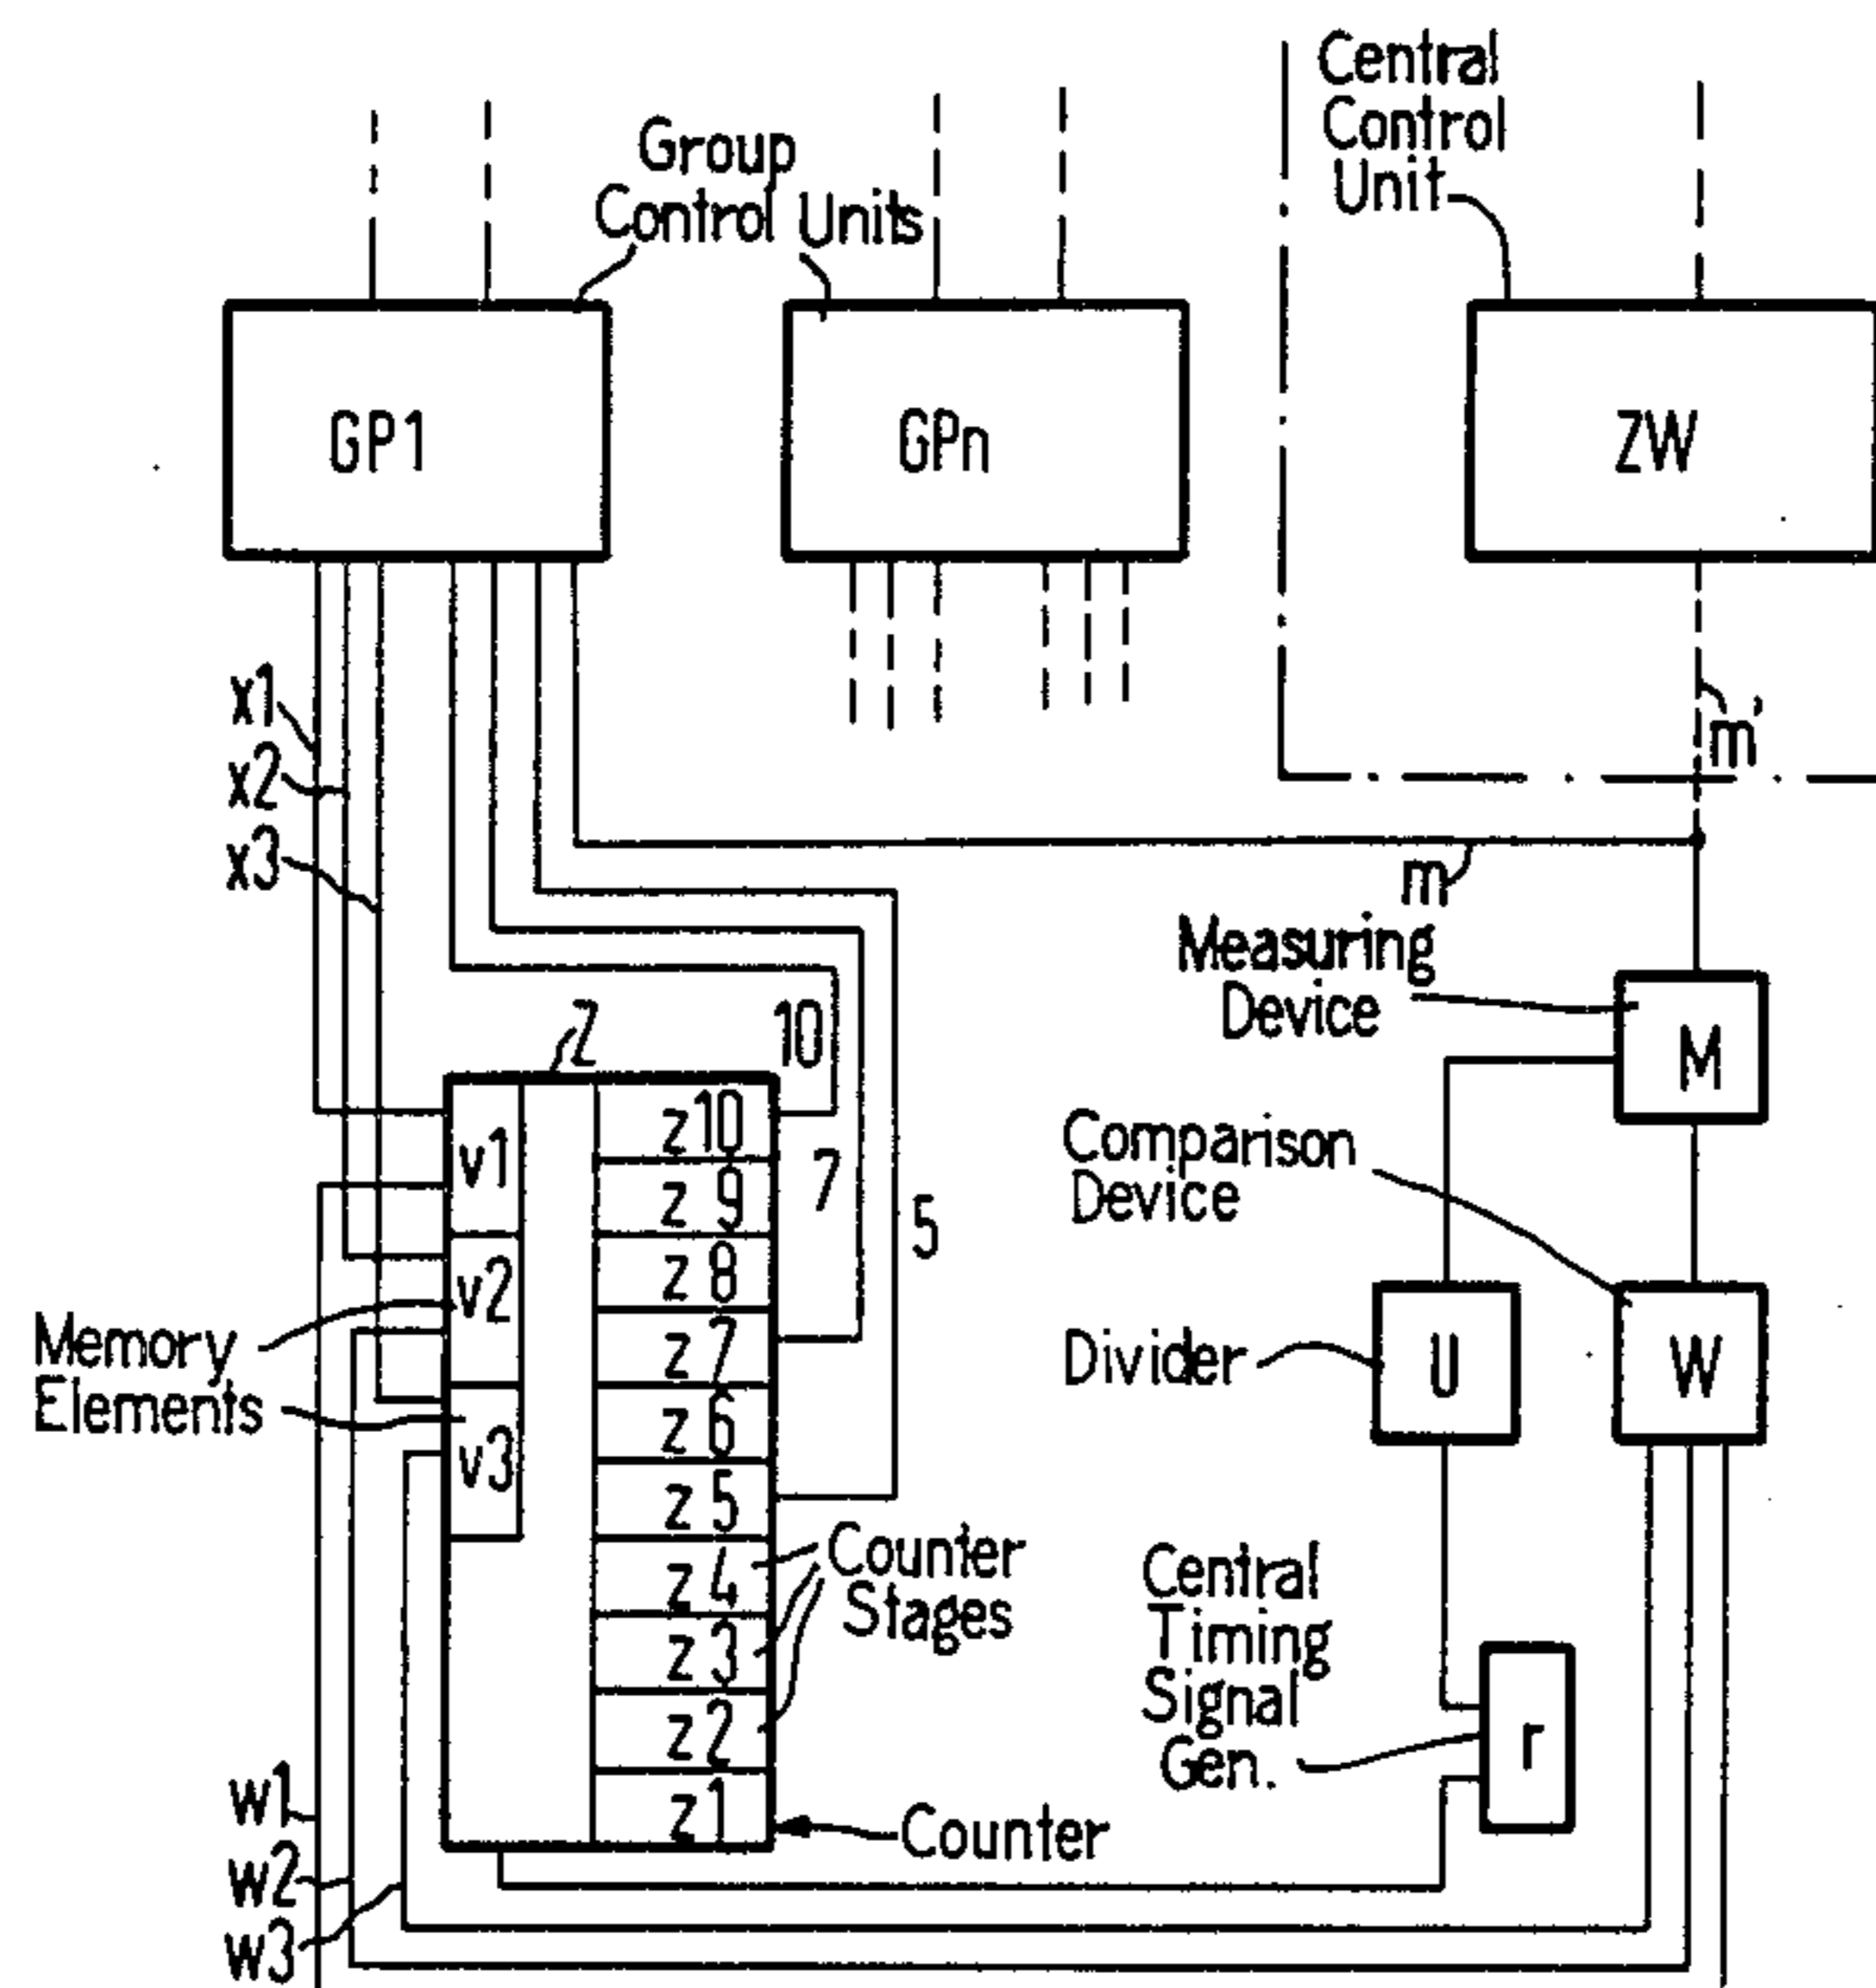 Central
Control
Unit
Group
Control Units
GP1
GPn
ZW
x1
x2
x3
m'
m
Measuring
Device
M
Z
10
7
5
v1
v2
v3
z10
z9
z8
z7
z6
z5
z4
z3
z2
z1
Comparison
Device
Memory
Elements
Divider
U
W
Counter
Stages
Central
Timing
Signal
Gen.
r
Counter
w1
w2
w3